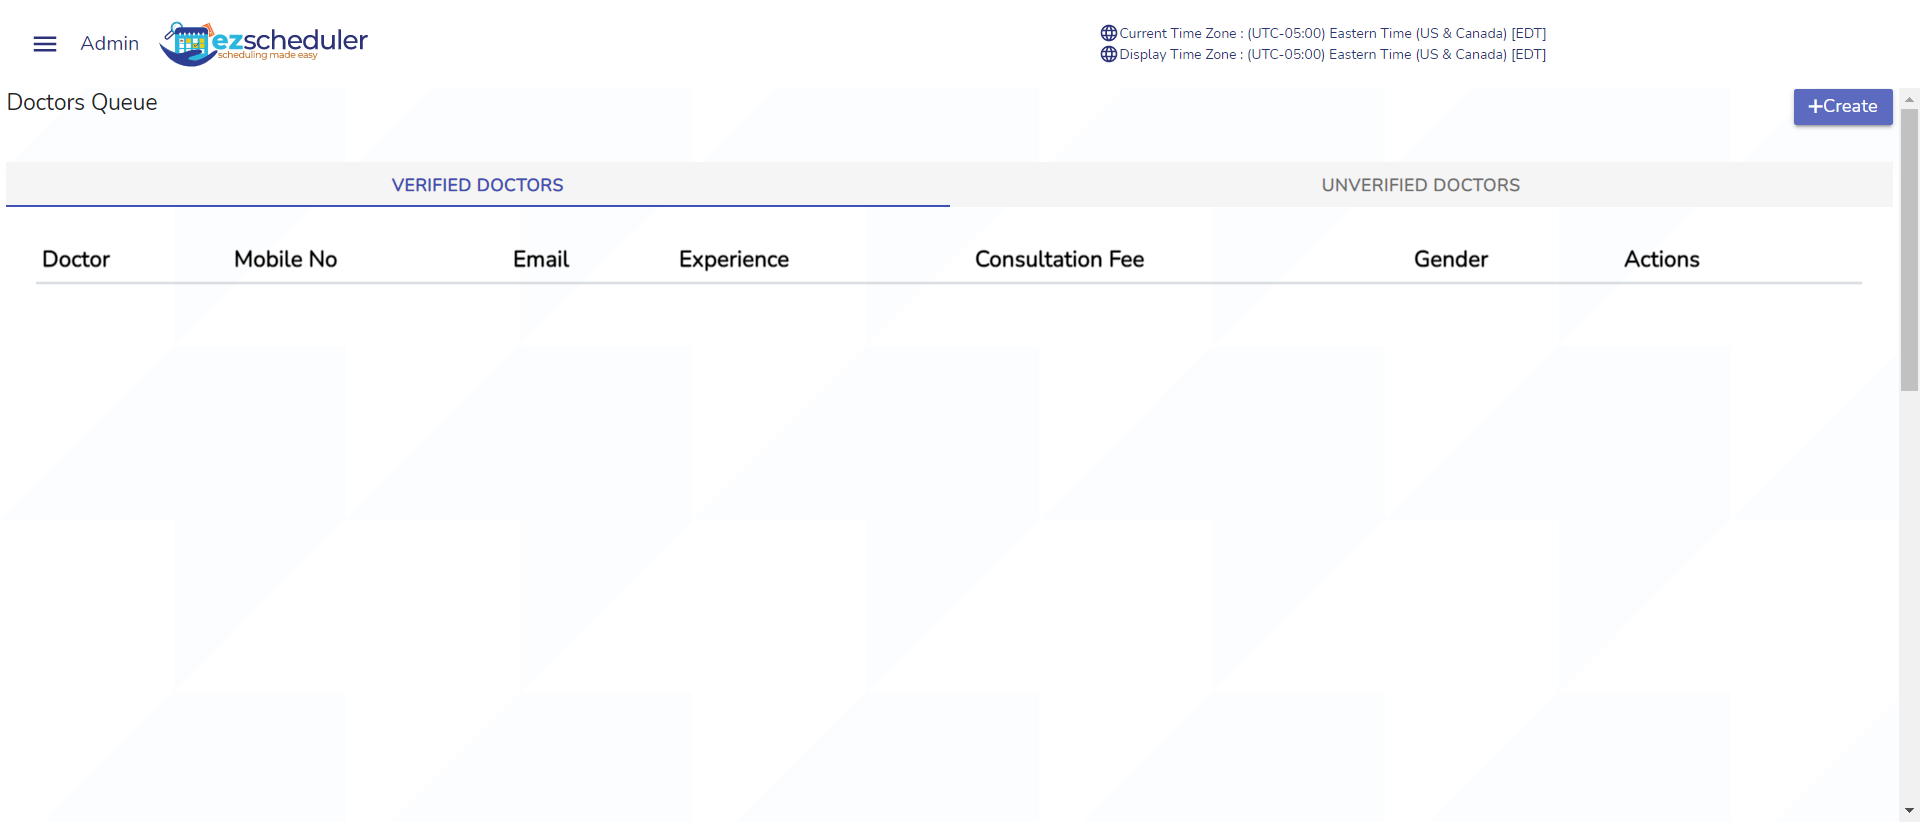 Admin
ezscheduler
scheduling made easy
Current Time Zone : (UTC-05:00) Eastern Time (US & Canada) [EDT]
Display Time Zone : (UTC-05:00) Eastern Time (US & Canada) [EDT]
Doctors Queue
+Create
VERIFIED DOCTORS
UNVERIFIED DOCTORS
Doctor Mobile No Email Experience Consultation Fee Gender Actions